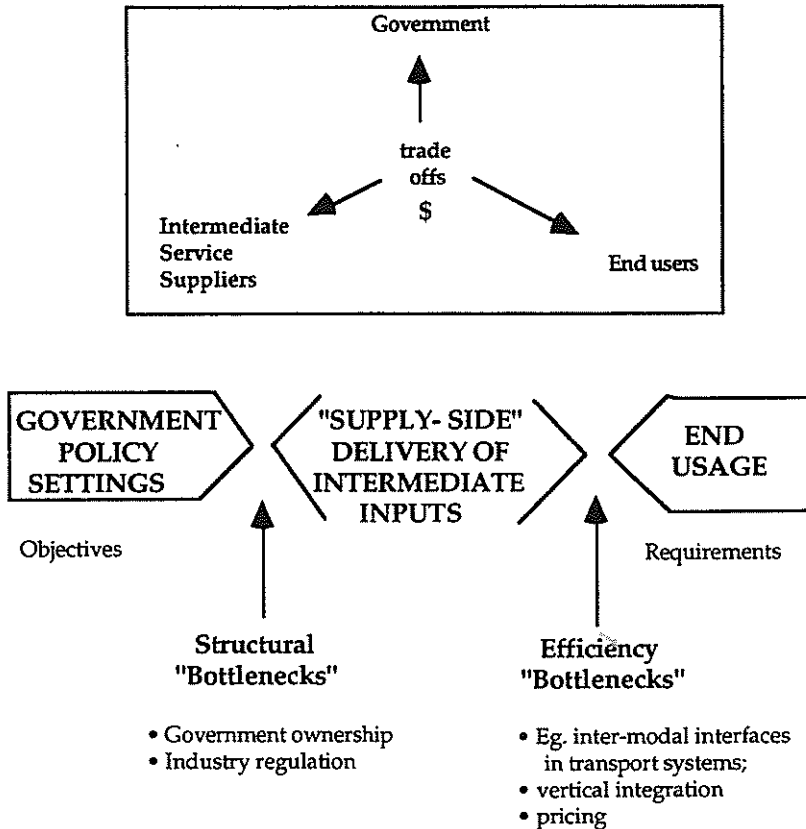 Government
trade
offs
$
Intermediate
Service
Suppliers
End users
GOVERNMENT
POLICY
SETTINGS
"SUPPLY- SIDE"
DELIVERY OF
INTERMEDIATE
INPUTS
END
USAGE
Objectives
Requirements
Structural
"Bottlenecks"
Efficiency
"Bottlenecks"
• Government ownership
• Industry regulation
• Eg. inter-modal interfaces
in transport systems;
• vertical integration
• pricing